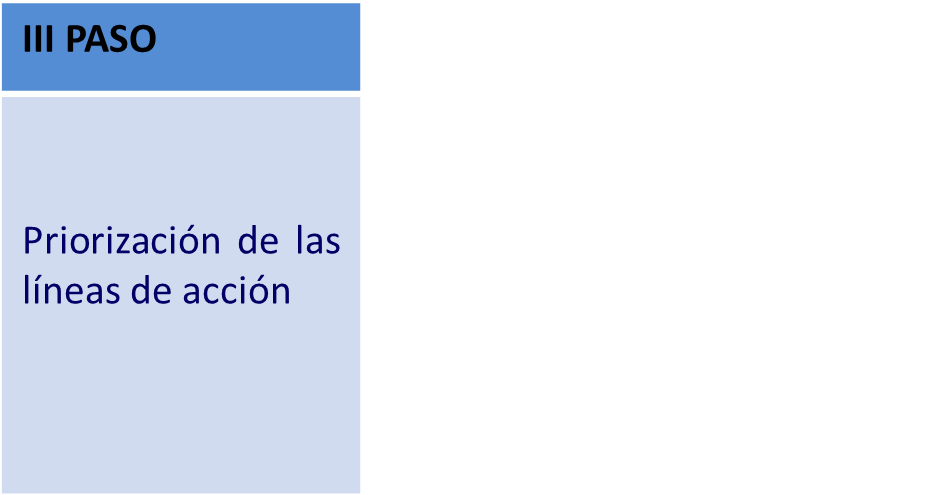 III PASO
Priorización de las
líneas de acción